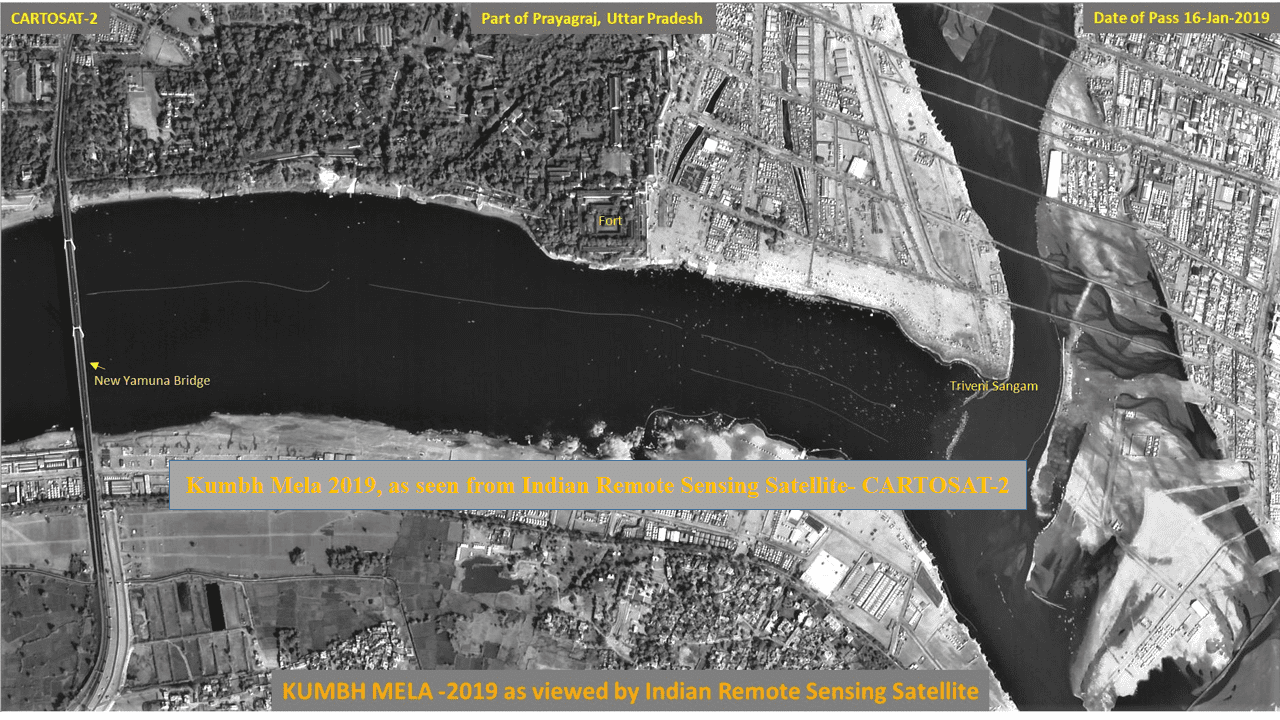 CARTOSAT-2
Part of Prayagraj, Uttar Pradesh
Date of Pass 16-Jan-2019
Fort
New Yamuna Bridge
Triveni Sangam
Kumbh Mela 2019, as seen from Indian Remote Sensing Satellite- CARTOSAT-2
KUMBH MELA -2019 as viewed by Indian Remote Sensing Satellite